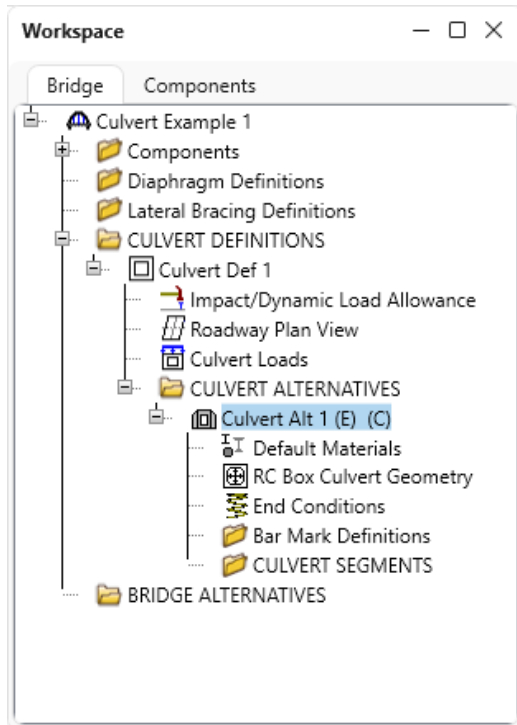 Workspace
Bridge Components
Culvert Example 1
Components
Diaphragm Definitions
Lateral Bracing Definitions
CULVERT DEFINITIONS
Culvert Def 1
Impact/Dynamic Load Allowance
Roadway Plan View
Culvert Loads
CULVERT ALTERNATIVES
Culvert Alt 1 (E) (C)
Default Materials
RC Box Culvert Geometry
End Conditions
Bar Mark Definitions
CULVERT SEGMENTS
BRIDGE ALTERNATIVES